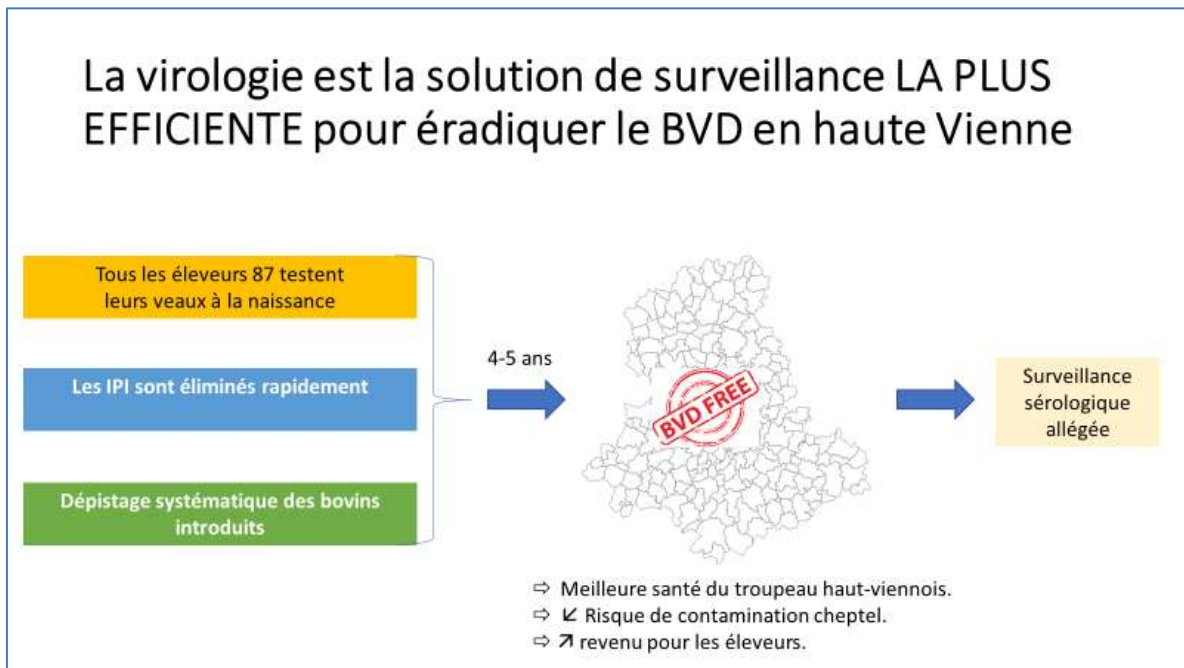 La virologie est la solution de surveillance LA PLUS
EFFICIENTE pour éradiquer le BVD en haute Vienne
Tous les éleveurs 87 testent
leurs veaux à la naissance
Les IPI sont éliminés rapidement
Dépistage systématique des bovins
introduits
4-5 ans
BVD FREE
Surveillance
sérologique
allégée
⇨ Meilleure santé du troupeau haut-viennois.
⇨ ↙ Risque de contamination cheptel.
⇨ ↗ revenu pour les éleveurs.